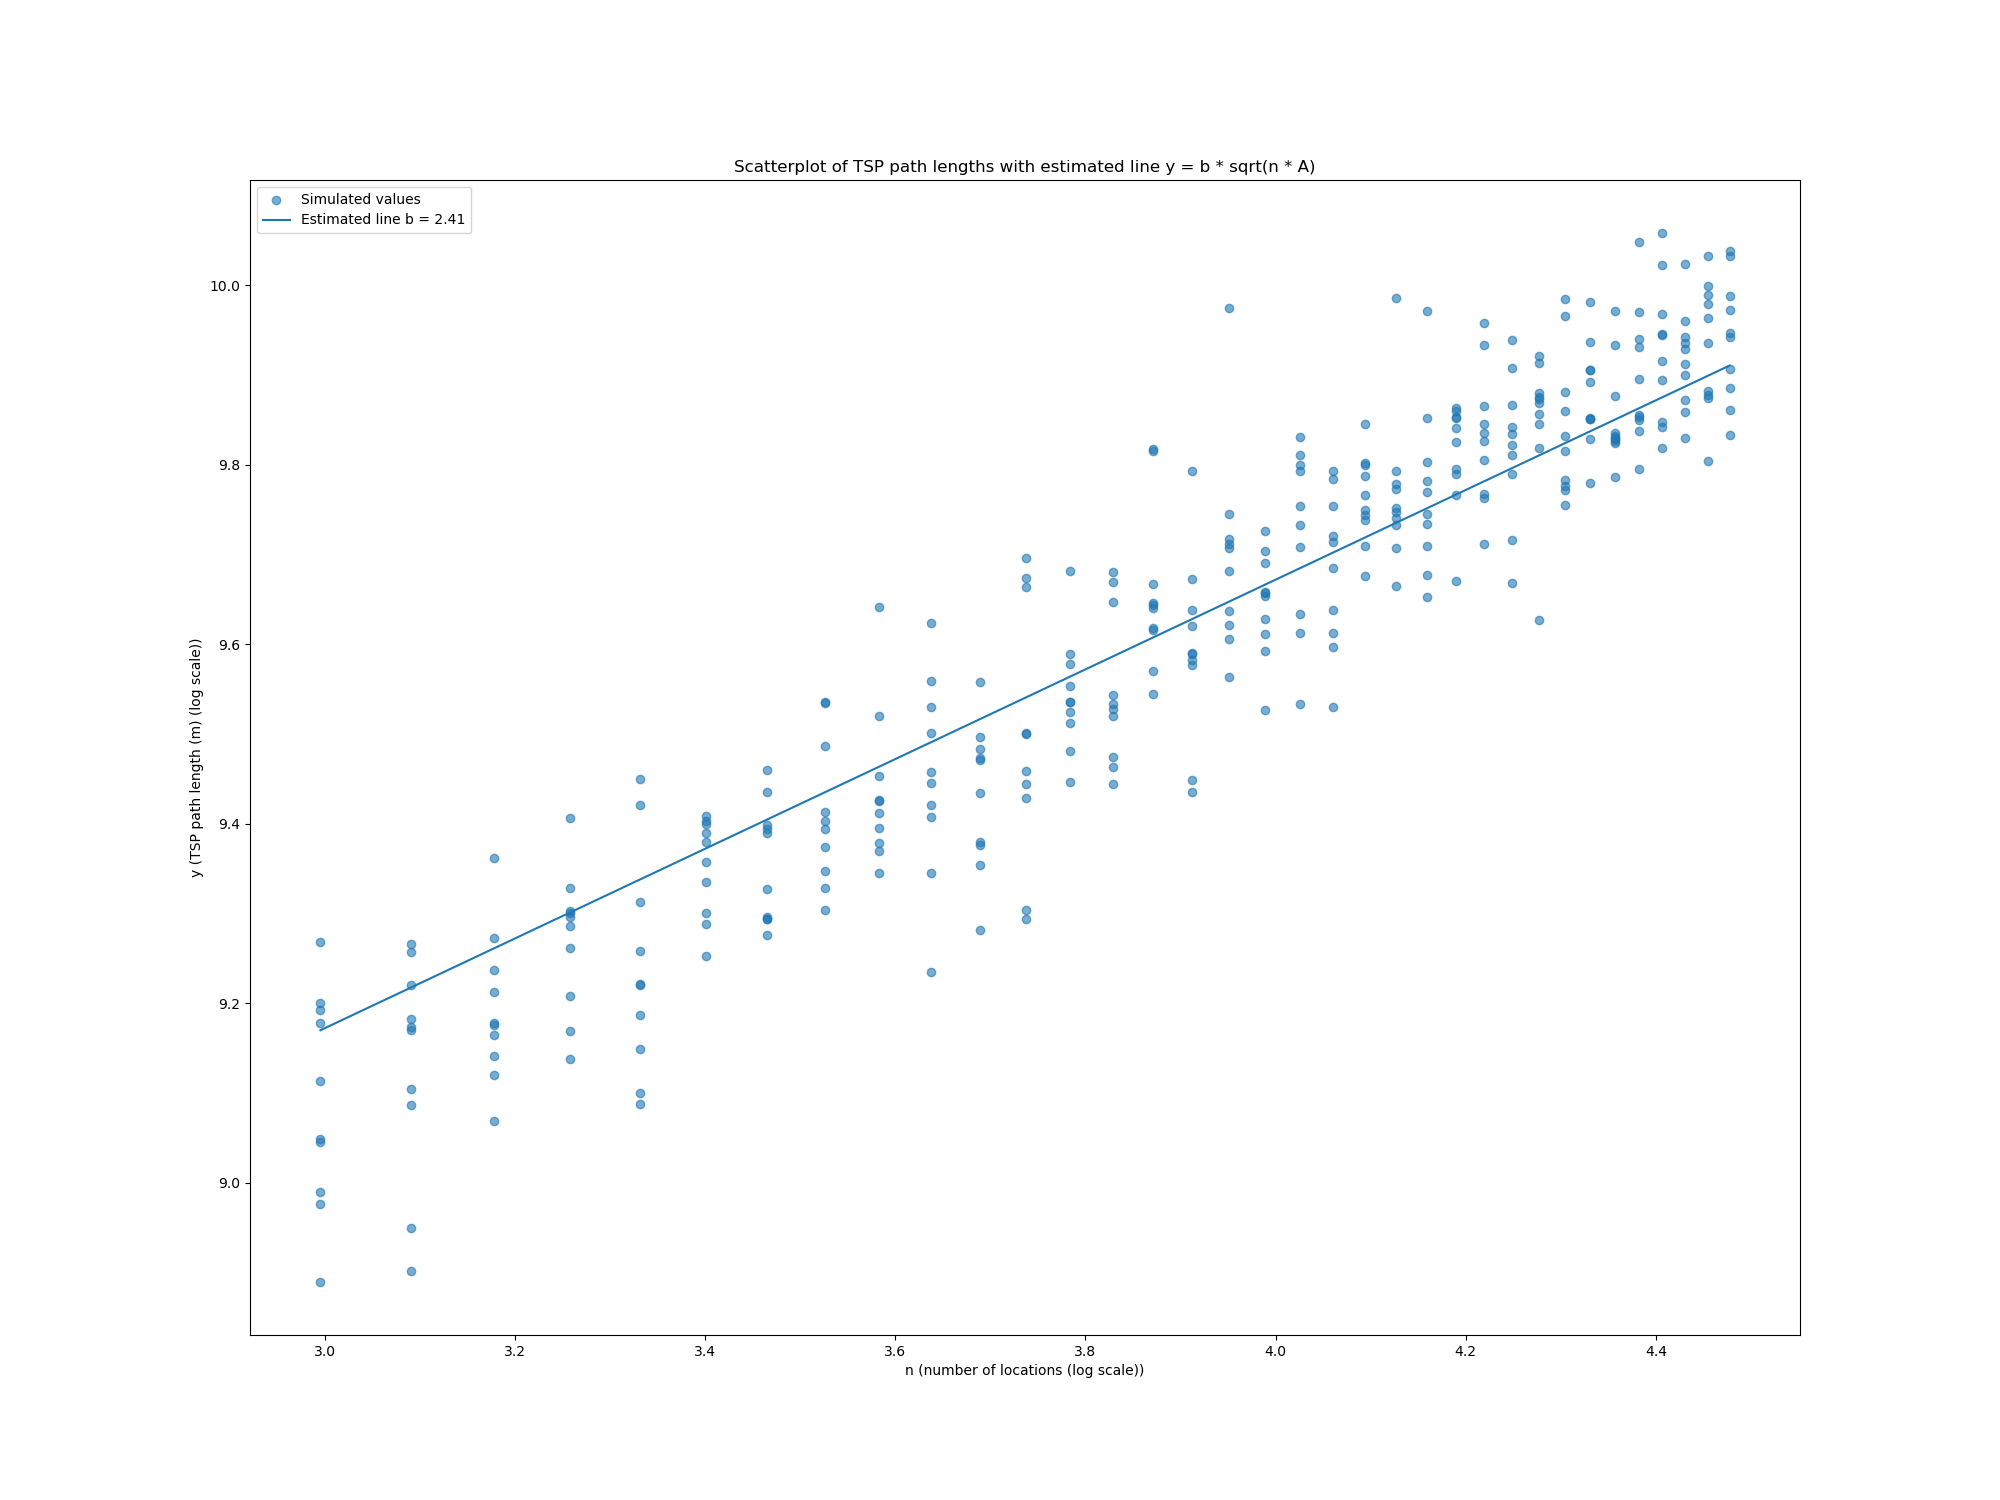 Scatterplot of TSP path lengths with estimated line y = b * sqrt(n * A)
Simulated values
Estimated line b = 2.41
y (TSP path length (m) (log scale))
10.0
9.8
9.6
9.4
9.2
9.0
3.0 3.2 3.4 3.6 3.8 4.0 4.2 4.4
n (number of locations (log scale))